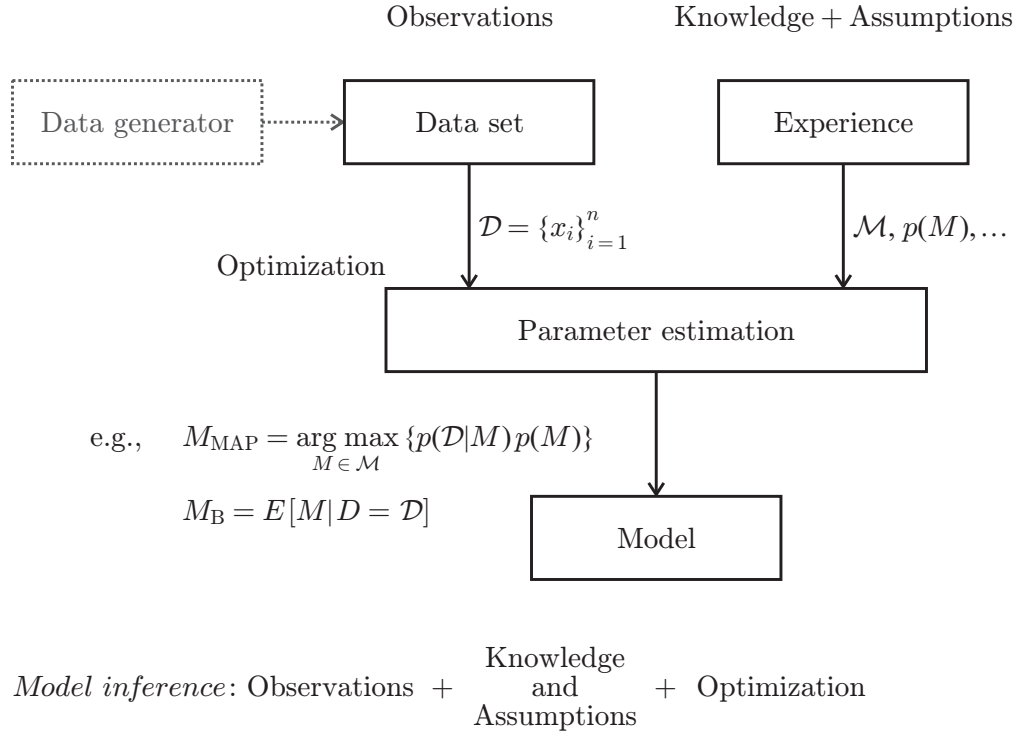 Observations
Knowledge + Assumptions
Data generator
Data set
Experience
𝒟 = {x_i}_{i=1}^n
ℳ, p(M), …
Optimization
Parameter estimation
e.g., M_MAP = arg max_{M ∈ ℳ} {p(𝒟|M) p(M)}
M_B = E[M|D = 𝒟]
Model
Model inference: Observations + Knowledge and Assumptions + Optimization